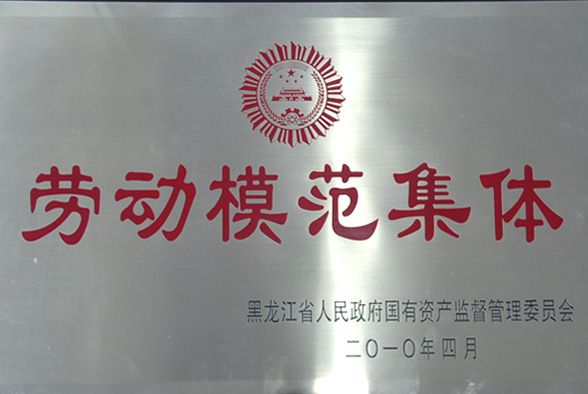 劳动模范集体
黑龙江省人民政府国有资产监督管理委员会
二〇一〇年四月